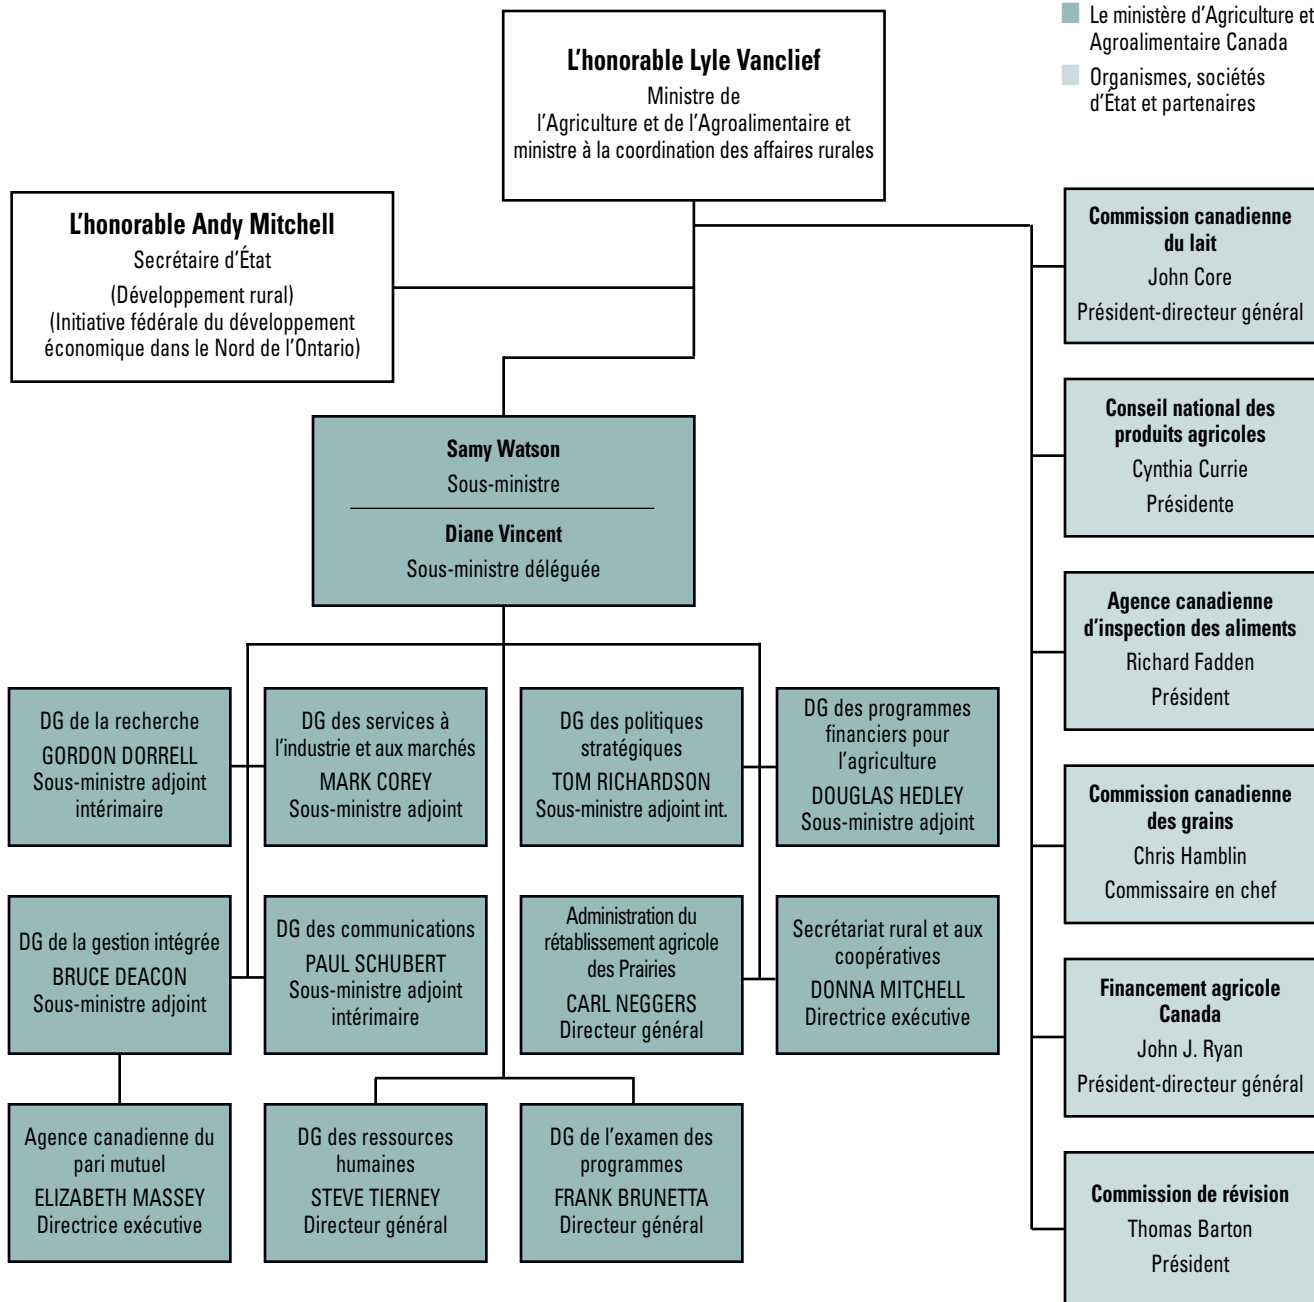 Le ministère d'Agriculture et
Agroalimentaire Canada
Organismes, sociétés
d'État et partenaires
L'honorable Lyle Vanclief
Ministre de
l'Agriculture et de l'Agroalimentaire et
ministre à la coordination des affaires rurales
L'honorable Andy Mitchell
Secrétaire d'État
(Développement rural)
(Initiative fédérale du développement
économique dans le Nord de l'Ontario)
Samy Watson
Sous-ministre
Diane Vincent
Sous-ministre déléguée
DG de la recherche
GORDON DORRELL
Sous-ministre adjoint
intérimaire
DG des services à
l'industrie et aux marchés
MARK COREY
Sous-ministre adjoint
DG des politiques
stratégiques
TOM RICHARDSON
Sous-ministre adjoint int.
DG des programmes
financiers pour
l'agriculture
DOUGLAS HEDLEY
Sous-ministre adjoint
DG de la gestion intégrée
BRUCE DEACON
Sous-ministre adjoint
DG des communications
PAUL SCHUBERT
Sous-ministre adjoint
intérimaire
Administration du
rétablissement agricole
des Prairies
CARL NEGGERS
Directeur général
Secrétariat rural et aux
coopératives
DONNA MITCHELL
Directrice exécutive
Agence canadienne du
pari mutuel
ELIZABETH MASSEY
Directrice exécutive
DG des ressources
humaines
STEVE TIERNEY
Directeur général
DG de l'examen des
programmes
FRANK BRUNETTA
Directeur général
Commission canadienne
du lait
John Core
Président-directeur général
Conseil national des
produits agricoles
Cynthia Currie
Présidente
Agence canadienne
d'inspection des aliments
Richard Fadden
Président
Commission canadienne
des grains
Chris Hamblin
Commissaire en chef
Financement agricole
Canada
John J. Ryan
Président-directeur général
Commission de révision
Thomas Barton
Président